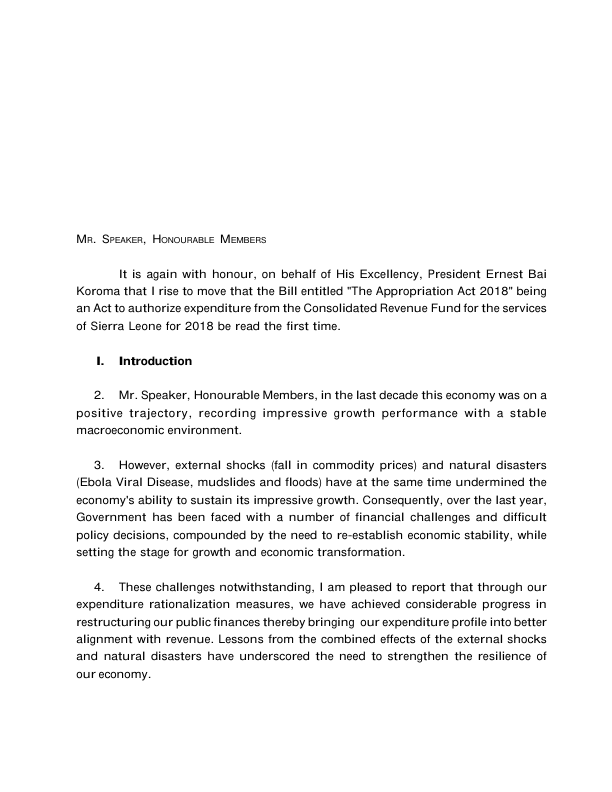 MR. SPEAKER, HONOURABLE MEMBERS
It is again with honour, on behalf of His Excellency, President Ernest Bai
Koroma that I rise to move that the Bill entitled "The Appropriation Act 2018" being
an Act to authorize expenditure from the Consolidated Revenue Fund for the services
of Sierra Leone for 2018 be read the first time.
I. Introduction
2. Mr. Speaker, Honourable Members, in the last decade this economy was on a
positive trajectory, recording impressive growth performance with a stable
macroeconomic environment.
3. However, external shocks (fall in commodity prices) and natural disasters
(Ebola Viral Disease, mudslides and floods) have at the same time undermined the
economy's ability to sustain its impressive growth. Consequently, over the last year,
Government has been faced with a number of financial challenges and difficult
policy decisions, compounded by the need to re-establish economic stability, while
setting the stage for growth and economic transformation.
4. These challenges notwithstanding, I am pleased to report that through our
expenditure rationalization measures, we have achieved considerable progress in
restructuring our public finances thereby bringing our expenditure profile into better
alignment with revenue. Lessons from the combined effects of the external shocks
and natural disasters have underscored the need to strengthen the resilience of
our economy.